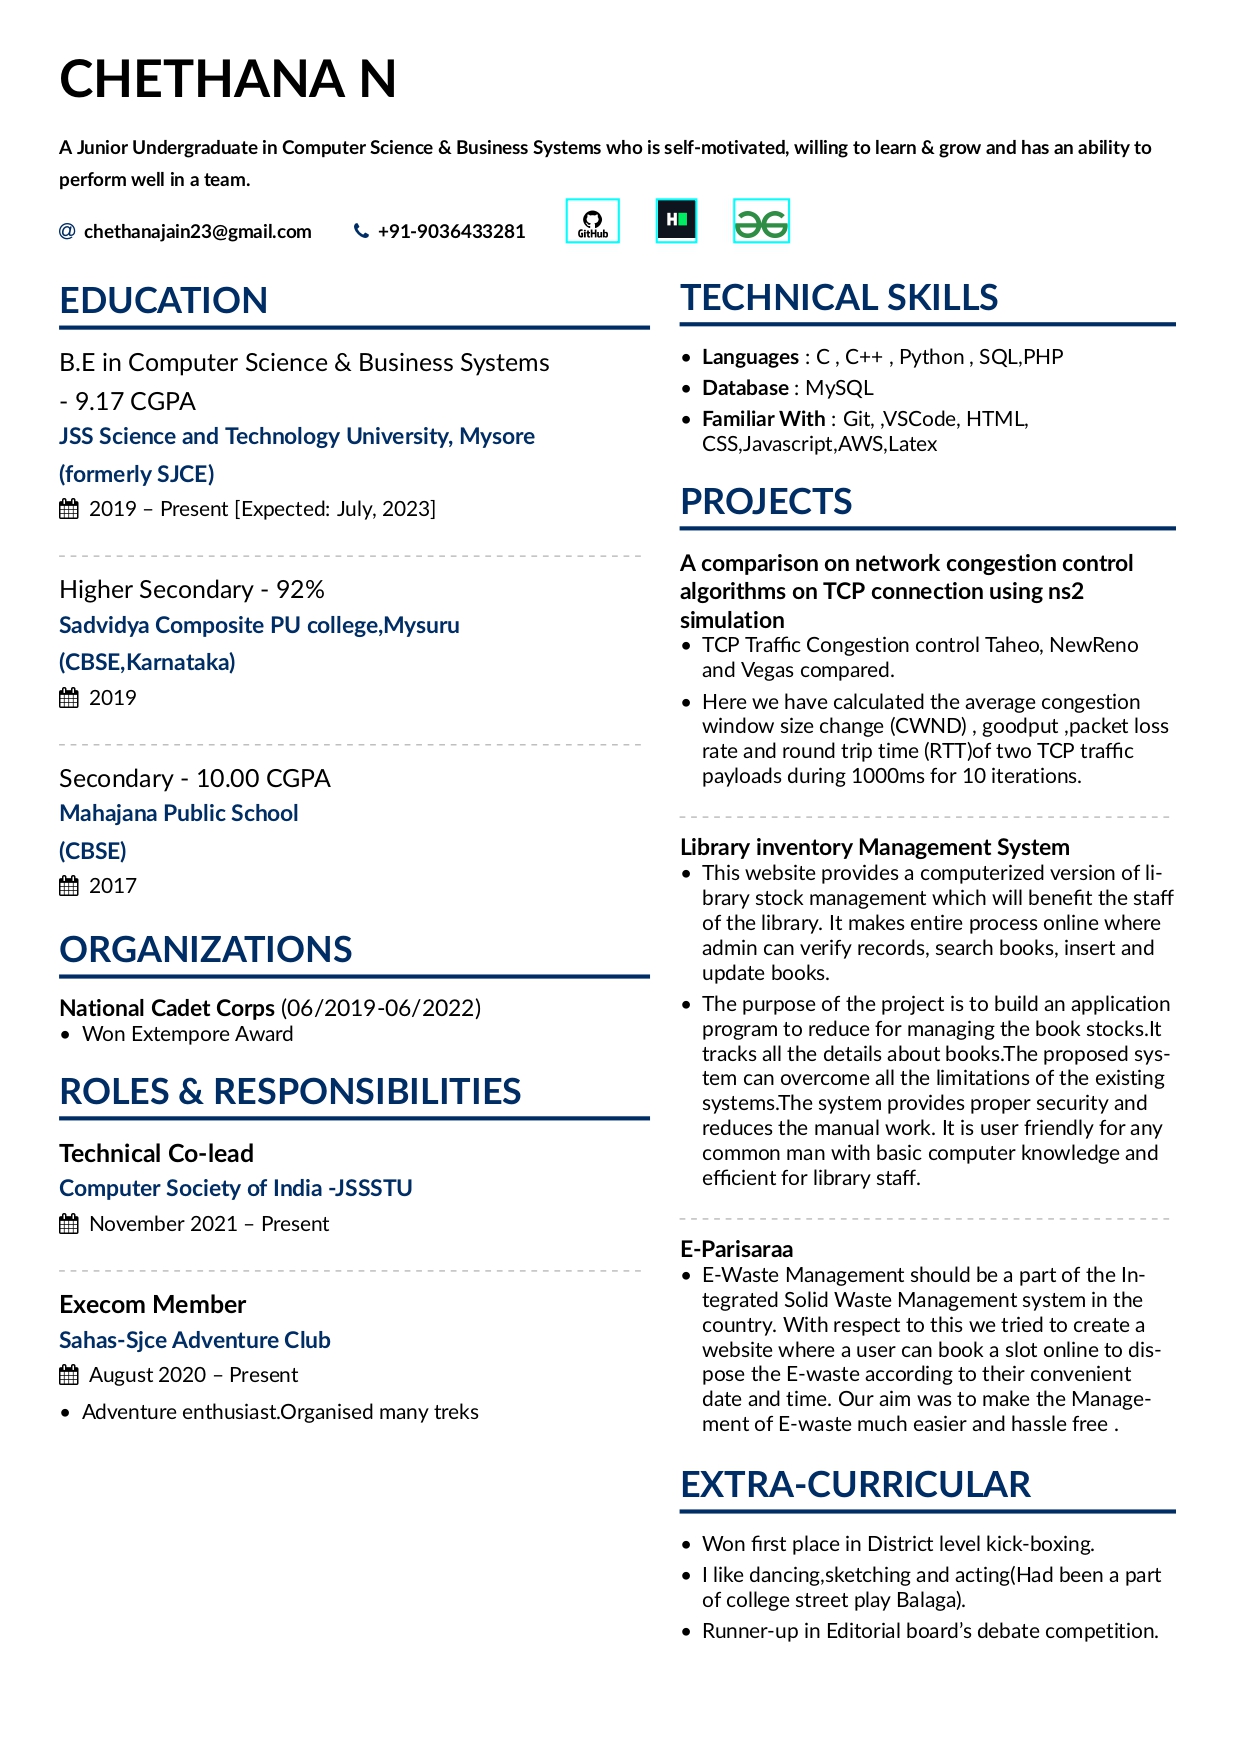 CHETHANA N
A Junior Undergraduate in Computer Science & Business Systems who is self-motivated, willing to learn & grow and has an ability to
perform well in a team.
@ chethanajain23@gmail.com +91-9036433281 GitHub H GG
EDUCATION
B.E in Computer Science & Business Systems
- 9.17 CGPA
JSS Science and Technology University, Mysore
(formerly SJCE)
2019 – Present [Expected: July, 2023]
Higher Secondary - 92%
Sadvidya Composite PU college,Mysuru
(CBSE,Karnataka)
2019
Secondary - 10.00 CGPA
Mahajana Public School
(CBSE)
2017
ORGANIZATIONS
National Cadet Corps (06/2019-06/2022)
• Won Extempore Award
ROLES & RESPONSIBILITIES
Technical Co-lead
Computer Society of India -JSSSTU
November 2021 – Present
Execom Member
Sahas-Sjce Adventure Club
August 2020 – Present
• Adventure enthusiast.Organised many treks
TECHNICAL SKILLS
• Languages : C , C++ , Python , SQL,PHP
• Database : MySQL
• Familiar With : Git, ,VSCode, HTML,
CSS,Javascript,AWS,Latex
PROJECTS
A comparison on network congestion control
algorithms on TCP connection using ns2
simulation
• TCP Traffic Congestion control Taheo, NewReno
and Vegas compared.
• Here we have calculated the average congestion
window size change (CWND) , goodput ,packet loss
rate and round trip time (RTT)of two TCP traffic
payloads during 1000ms for 10 iterations.
Library inventory Management System
• This website provides a computerized version of li-
brary stock management which will benefit the staff
of the library. It makes entire process online where
admin can verify records, search books, insert and
update books.
• The purpose of the project is to build an application
program to reduce for managing the book stocks.It
tracks all the details about books.The proposed sys-
tem can overcome all the limitations of the existing
systems.The system provides proper security and
reduces the manual work. It is user friendly for any
common man with basic computer knowledge and
efficient for library staff.
E-Parisaraa
• E-Waste Management should be a part of the In-
tegrated Solid Waste Management system in the
country. With respect to this we tried to create a
website where a user can book a slot online to dis-
pose the E-waste according to their convenient
date and time. Our aim was to make the Manage-
ment of E-waste much easier and hassle free .
EXTRA-CURRICULAR
• Won first place in District level kick-boxing.
• I like dancing,sketching and acting(Had been a part
of college street play Balaga).
• Runner-up in Editorial board’s debate competition.